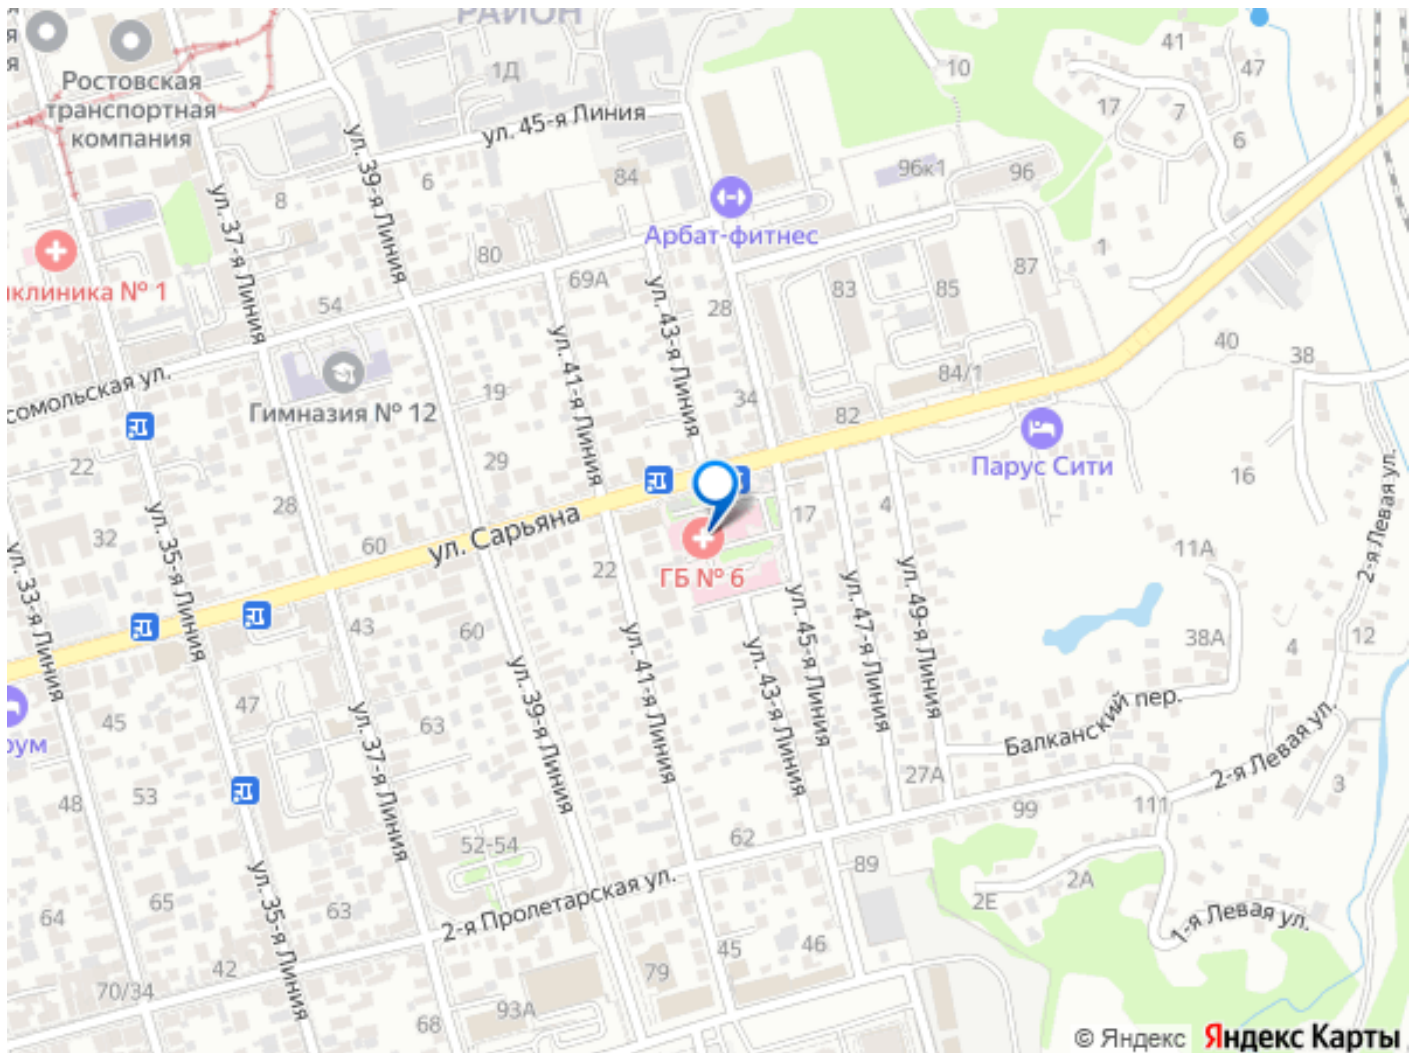 РАЙОН
Я
Я
41
1Д
10
47
Ростовская
транспортная
компания
17
7
6
ул. 45-я Линия
ул. 39-я Линия
6
84
96к1
96
8
ул. 37-я Линия
Арбат-фитнес
1
80
87
иклиника № 1
69А
83
85
54
28
ул. 43-я Линия
ул. 41-я Линия
40
38
сомольская ул.
84/1
19
34
Гимназия № 12
82
22
29
Парус Сити
16
28
4
17
ул. Сарьяна
32
60
2-я Левая ул.
11А
ул. 35-я Линия
ул. 33-я Линия
22
ГБ № 6
ул. 49-я Линия
ул. 47-я Линия
ул. 45-я Линия
43
60
38А
4
12
ул. 41-я Линия
ул. 43-я Линия
ул. 39-я Линия
47
Балканский пер.
45
63
рум
ул. 37-я Линия
2-я Левая ул.
27А
3
53
48
99
111
62
52-54
89
2А
ул. 35-я Линия
2-я Пролетарская ул.
2Е
65
64
63
1-я Левая ул.
45
46
42
79
70/34
93А
68
© Яндекс Яндекс Карты